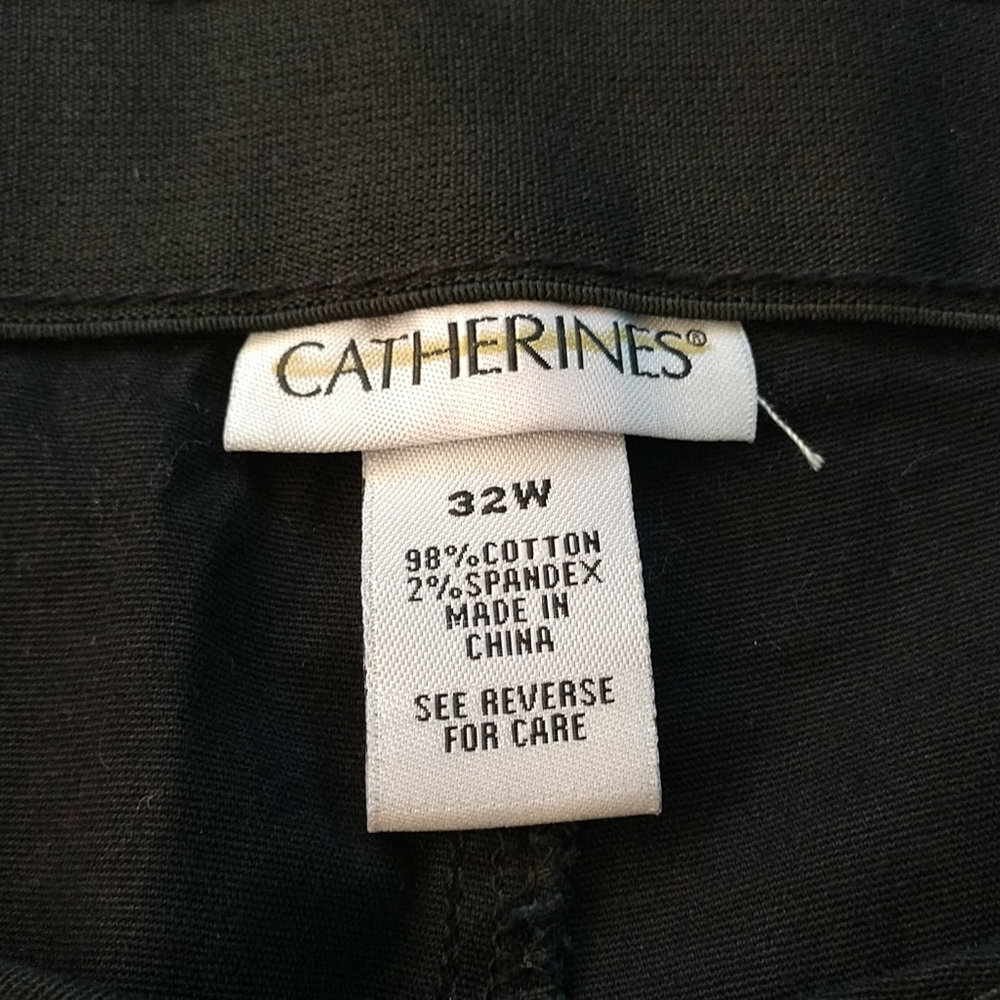 CATHERINES®
32W
98%COTTON
2%SPANDEX
MADE IN
CHINA
SEE REVERSE
FOR CARE